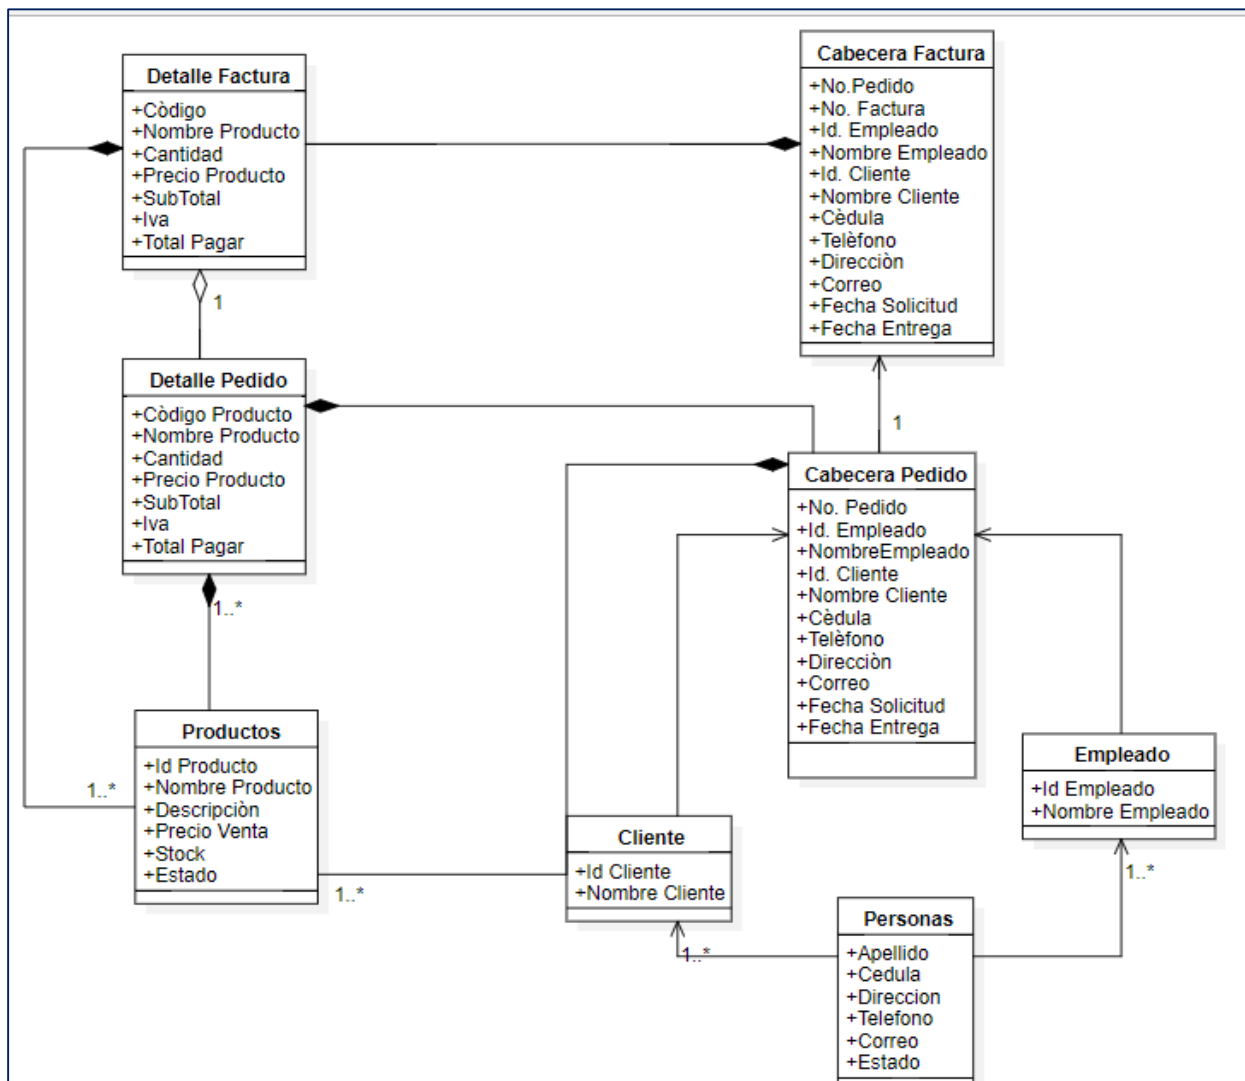 Detalle Factura
+Còdigo
+Nombre Producto
+Cantidad
+Precio Producto
+SubTotal
+Iva
+Total Pagar
Cabecera Factura
+No.Pedido
+No. Factura
+Id. Empleado
+Nombre Empleado
+Id. Cliente
+Nombre Cliente
+Cèdula
+Telèfono
+Direcciòn
+Correo
+Fecha Solicitud
+Fecha Entrega
1
Detalle Pedido
+Còdigo Producto
+Nombre Producto
+Cantidad
+Precio Producto
+SubTotal
+Iva
+Total Pagar
1
Cabecera Pedido
+No. Pedido
+Id. Empleado
+NombreEmpleado
+Id. Cliente
+Nombre Cliente
+Cèdula
+Telèfono
+Direcciòn
+Correo
+Fecha Solicitud
+Fecha Entrega
1..*
Productos
+Id Producto
+Nombre Producto
+Descripciòn
+Precio Venta
+Stock
+Estado
1..*
1..*
Cliente
+Id Cliente
+Nombre Cliente
Empleado
+Id Empleado
+Nombre Empleado
1..*
1..*
Personas
+Apellido
+Cedula
+Direccion
+Telefono
+Correo
+Estado